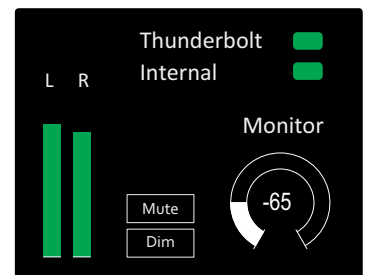 Thunderbolt
Internal
L R
Monitor
-65
Mute
Dim